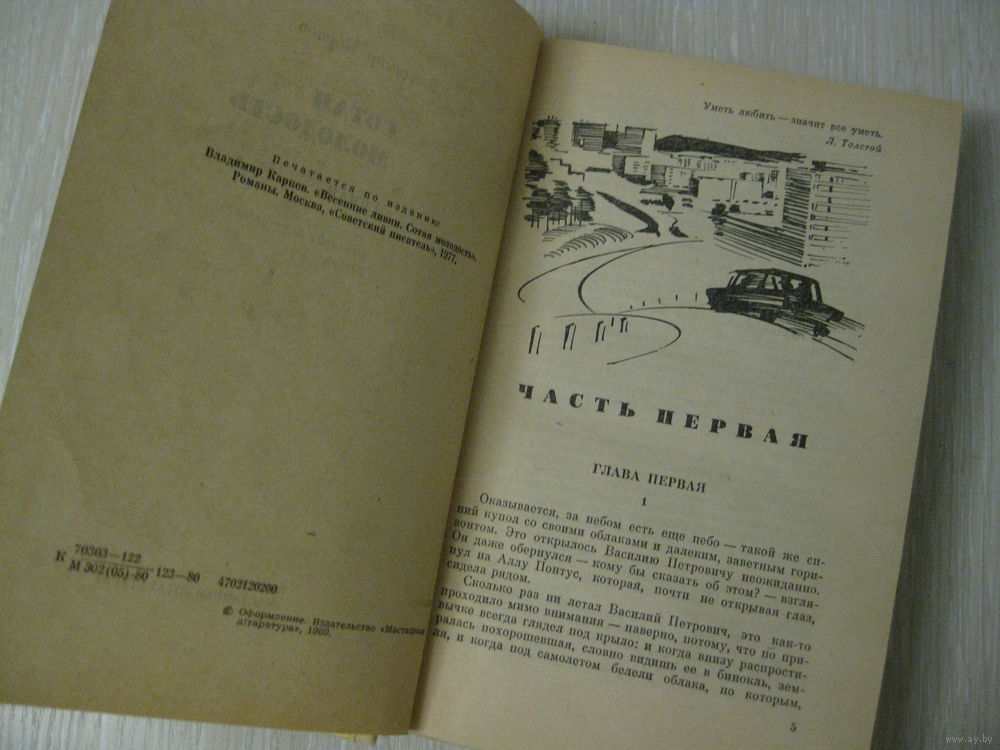 Печатается по изданию:
Владимир Карпов. «Весенние ливни. Сотая молодость».
Романы. Москва, «Советский писатель», 1977.
К 70303—122
М 302(05)-80 123—80 4702120200
© Оформление. Издательство «Мастацкая
літаратура», 1980.
Уметь любить — значит все уметь.
Л. Толстой
ЧАСТЬ ПЕРВАЯ
ГЛАВА ПЕРВАЯ
1
Оказывается, за небом есть еще небо — такой же си-
ний купол со своими облаками и далеким, заветным гори-
зонтом. Это открылось Василию Петровичу неожиданно.
Он даже обернулся — кому бы сказать об этом? — взгля-
нул на Аллу Понтус, которая, почти не открывая глаз,
сидела рядом.
Сколько раз ни летал Василий Петрович, это как-то
проходило мимо внимания — наверно, потому, что по при-
вычке всегда глядел под крыло: и когда внизу распрости-
ралась похорошевшая, словно видишь ее в бинокль, зем-
ля, и когда под самолетом белели облака, по которым,
5
www.ay.by